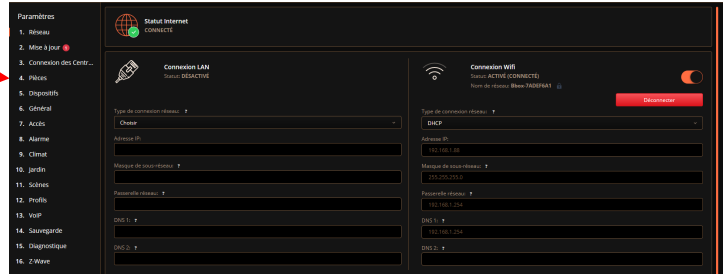 Paramètres
1. Réseau
2. Mise à jour
3. Connexion des Centr...
4. Pièces
5. Dispositifs
6. Général
7. Accès
8. Alarme
9. Climat
10. Jardin
11. Scènes
12. Profils
13. VoIP
14. Sauvegarde
15. Diagnostique
16. Z-Wave
Statut Internet
CONNECTÉ
Connexion LAN
Statut: DÉSACTIVÉ
Type de connexion réseau: ?
Choisir
Adresse IP:
Masque de sous-réseau: ?
Passerelle réseau: ?
DNS 1: ?
DNS 2: ?
Connexion Wifi
Statut: ACTIVÉ (CONNECTÉ)
Nom de réseau: Bbox-7ADEF6A1
Déconnecter
Type de connexion réseau: ?
DHCP
Adresse IP:
192.168.1.88
Masque de sous-réseau: ?
255.255.255.0
Passerelle réseau: ?
192.168.1.254
DNS 1: ?
192.168.1.254
DNS 2: ?